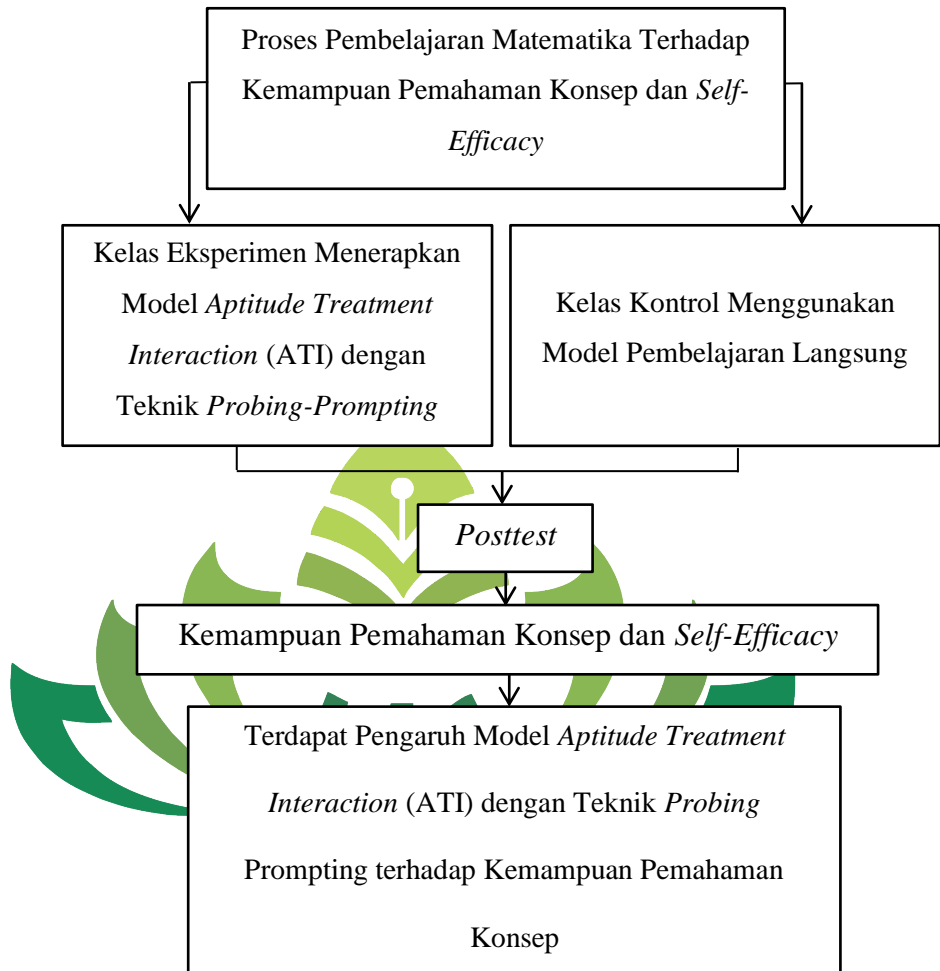 Proses Pembelajaran Matematika Terhadap
Kemampuan Pemahaman Konsep dan Self-
Efficacy
Kelas Eksperimen Menerapkan
Model Aptitude Treatment
Interaction (ATI) dengan
Teknik Probing-Prompting
Kelas Kontrol Menggunakan
Model Pembelajaran Langsung
Posttest
Kemampuan Pemahaman Konsep dan Self-Efficacy
Terdapat Pengaruh Model Aptitude Treatment
Interaction (ATI) dengan Teknik Probing
Prompting terhadap Kemampuan Pemahaman
Konsep